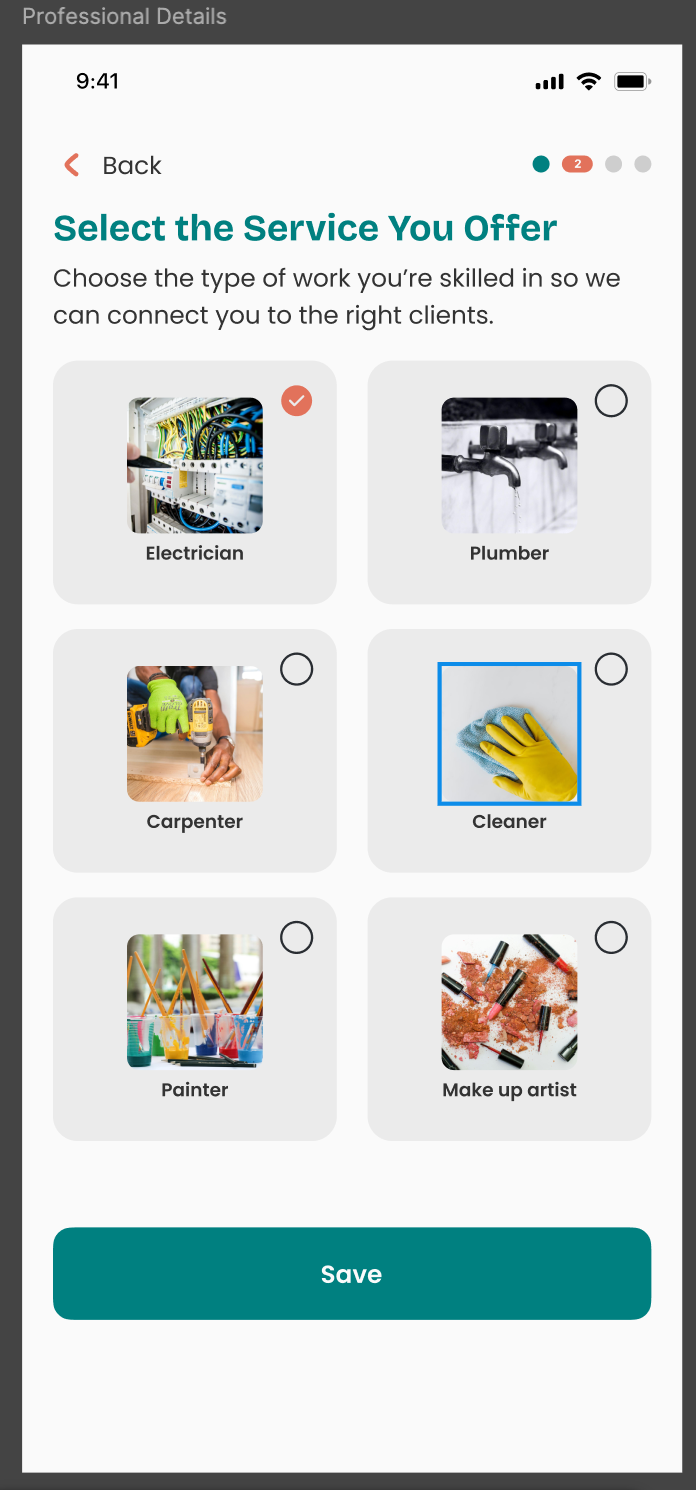 Professional Details
9:41
Back
2
Select the Service You Offer
Choose the type of work you’re skilled in so we
can connect you to the right clients.
Electrician
Plumber
Carpenter
Cleaner
Painter
Make up artist
Save